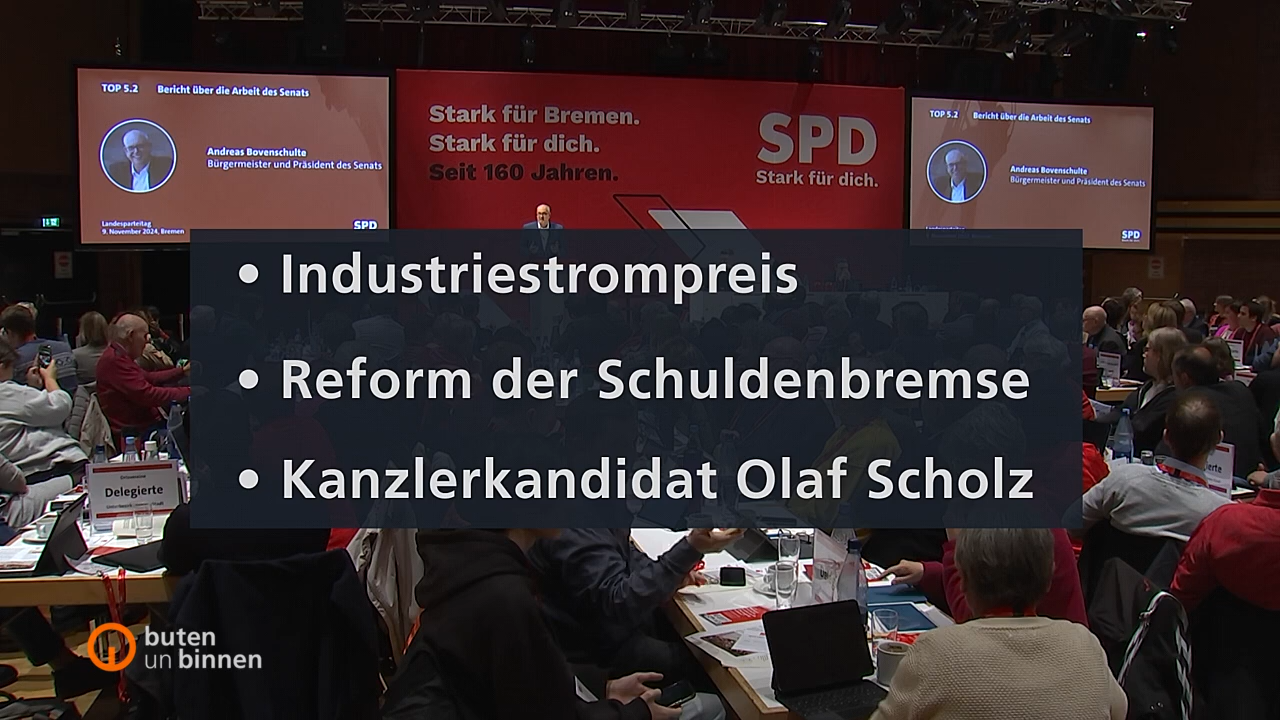 TOP 5.2 Bericht über die Arbeit des Senats
Andreas Bovenschulte
Bürgermeister und Präsident des Senats
Landesparteitag
9. November 2024, Bremen
SPD
Stark für Bremen.
Stark für dich.
Seit 160 Jahren.
SPD
Stark für dich.
TOP 5.2 Bericht über die Arbeit des Senats
Andreas Bovenschulte
Bürgermeister und Präsident des Senats
SPD
• Industriestrompreis
• Reform der Schuldenbremse
• Kanzlerkandidat Olaf Scholz
Delegierte
buten
un binnen